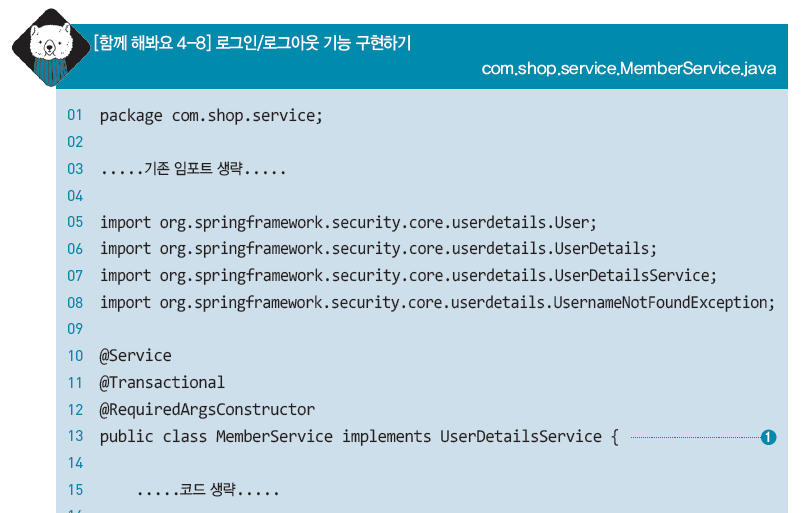 [함께 해봐요 4-8] 로그인/로그아웃 기능 구현하기
com.shop.service.MemberService.java
01 package com.shop.service;
02
03 .....기존 임포트 생략.....
04
05 import org.springframework.security.core.userdetails.User;
06 import org.springframework.security.core.userdetails.UserDetails;
07 import org.springframework.security.core.userdetails.UserDetailsService;
08 import org.springframework.security.core.userdetails.UsernameNotFoundException;
09
10 @Service
11 @Transactional
12 @RequiredArgsConstructor
13 public class MemberService implements UserDetailsService { 1
14
15 .....코드 생략.....